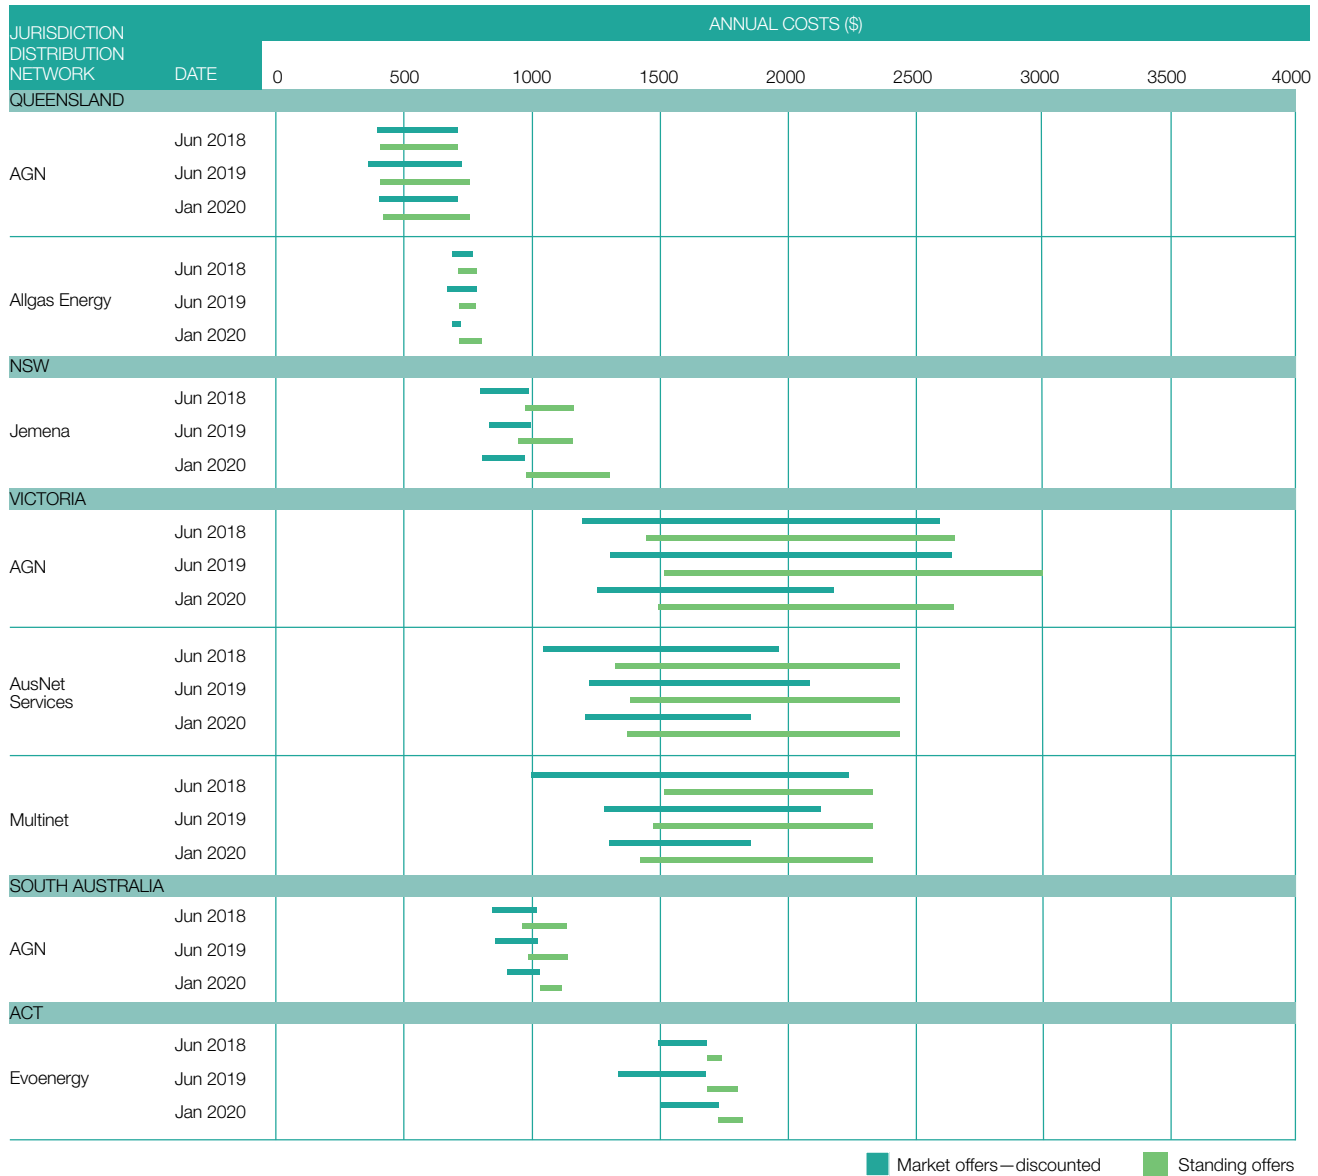 JURISDICTION
DISTRIBUTION
NETWORK DATE
ANNUAL COSTS ($)
0 500 1000 1500 2000 2500 3000 3500 4000
QUEENSLAND
AGN
Jun 2018
Jun 2019
Jan 2020
Allgas Energy
Jun 2018
Jun 2019
Jan 2020
NSW
Jemena
Jun 2018
Jun 2019
Jan 2020
VICTORIA
AGN
Jun 2018
Jun 2019
Jan 2020
AusNet
Services
Jun 2018
Jun 2019
Jan 2020
Multinet
Jun 2018
Jun 2019
Jan 2020
SOUTH AUSTRALIA
AGN
Jun 2018
Jun 2019
Jan 2020
ACT
Evoenergy
Jun 2018
Jun 2019
Jan 2020
Market offers—discounted Standing offers